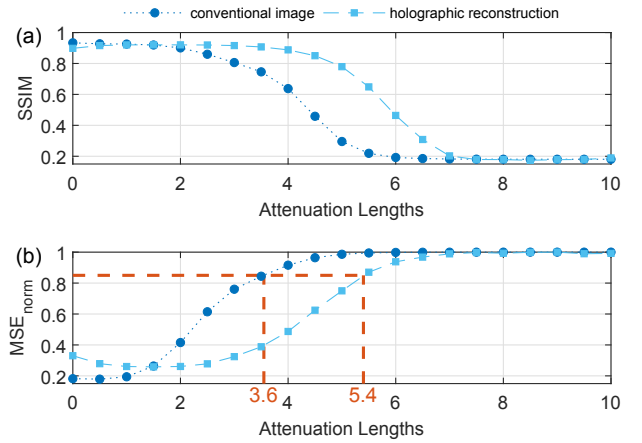 conventional image holographic reconstruction
(a)
1
0.8
0.6
0.4
0.2
SSIM
0 2 4 6 8 10
Attenuation Lengths
(b)
1
0.8
0.6
0.4
0.2
MSEnorm
0 2 3.6 4 5.4 6 8 10
Attenuation Lengths